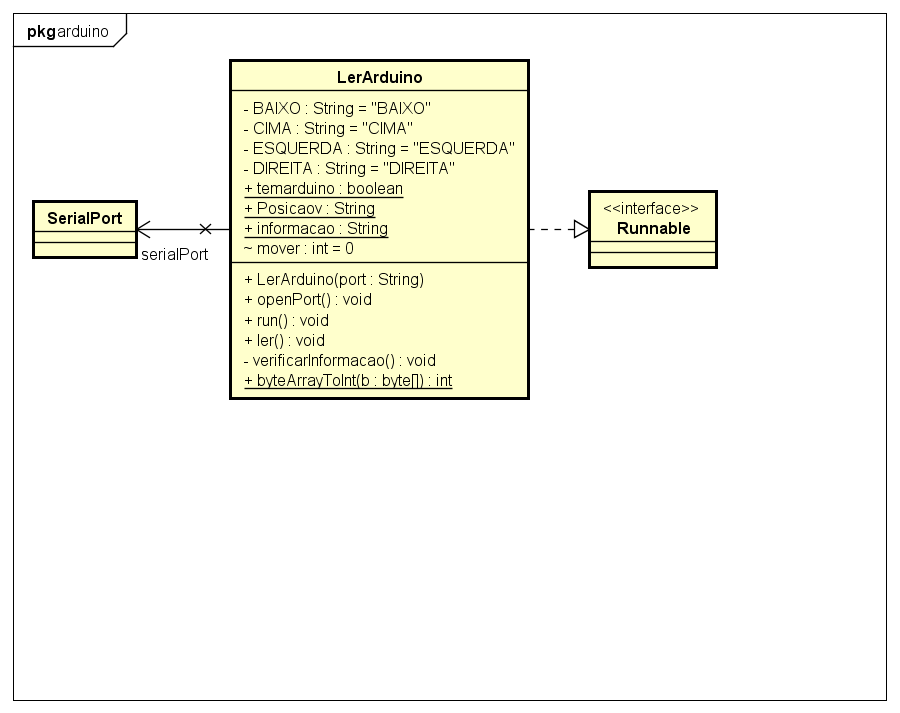 pkg arduino
LerArduino
- BAIXO : String = "BAIXO"
- CIMA : String = "CIMA"
- ESQUERDA : String = "ESQUERDA"
- DIREITA : String = "DIREITA"
+ temarduino : boolean
+ Posicaov : String
+ informacao : String
~ mover : int = 0
+ LerArduino(port : String)
+ openPort() : void
+ run() : void
+ ler() : void
- verificarInformacao() : void
+ byteArrayToInt(b : byte[]) : int
SerialPort
serialPort
<<interface>>
Runnable